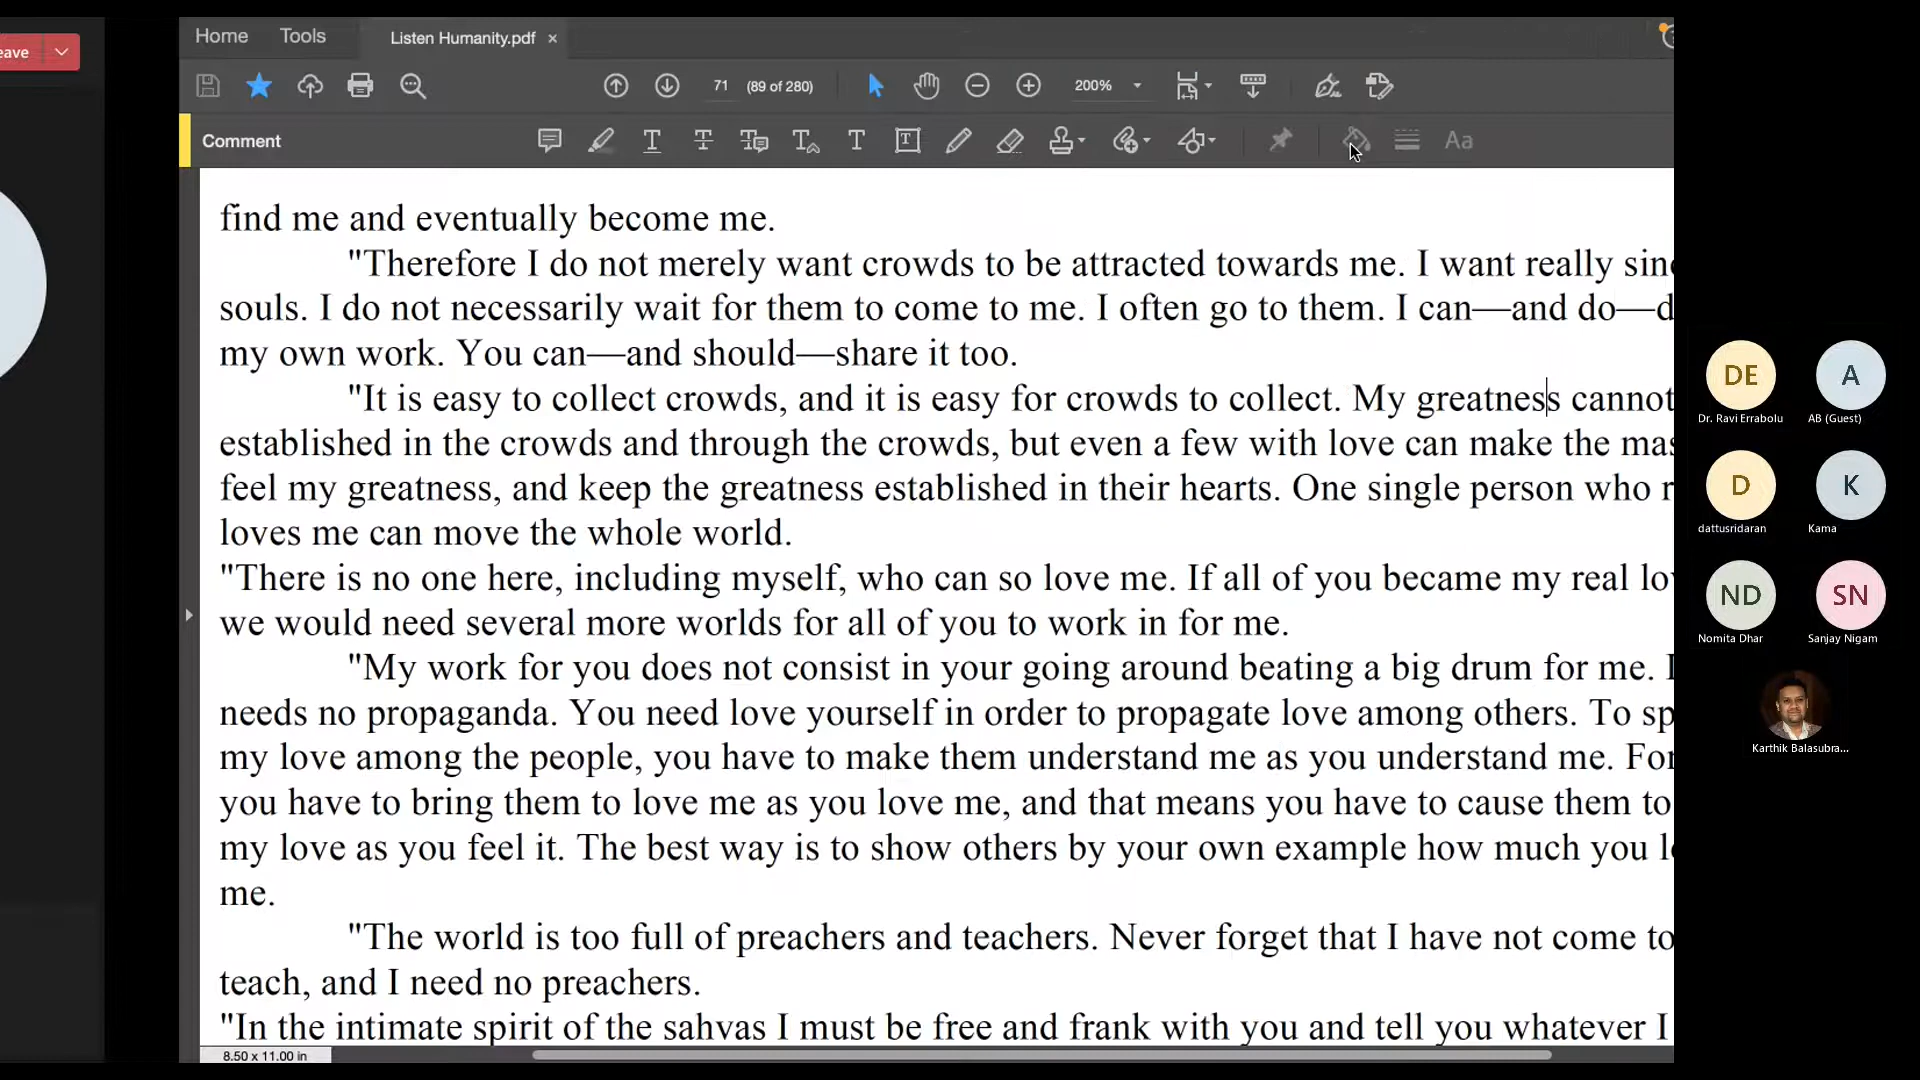 Home Tools Listen Humanity.pdf ×
eave
71 (89 of 280) 200%
Comment
Aa
find me and eventually become me.
"Therefore I do not merely want crowds to be attracted towards me. I want really
souls. I do not necessarily wait for them to come to me. I often go to them. I can—and do—
my own work. You can—and should—share it too.
"It is easy to collect crowds, and it is easy for crowds to collect. My greatness cannot
established in the crowds and through the crowds, but even a few with love can make the
feel my greatness, and keep the greatness established in their hearts. One single person who
loves me can move the whole world.
"There is no one here, including myself, who can so love me. If all of you became my real
we would need several more worlds for all of you to work in for me.
"My work for you does not consist in your going around beating a big drum for me.
needs no propaganda. You need love yourself in order to propagate love among others. To
my love among the people, you have to make them understand me as you understand me.
you have to bring them to love me as you love me, and that means you have to cause them to
my love as you feel it. The best way is to show others by your own example how much you
me.
"The world is too full of preachers and teachers. Never forget that I have not come to
teach, and I need no preachers.
"In the intimate spirit of the sahvas I must be free and frank with you and tell you whatever I
8.50 x 11.00 in
DE A
Dr. Ravi Errabolu AB (Guest)
D K
dattusridaran Kama
ND SN
Nomita Dhar Sanjay Nigam
Karthik Balasubra...